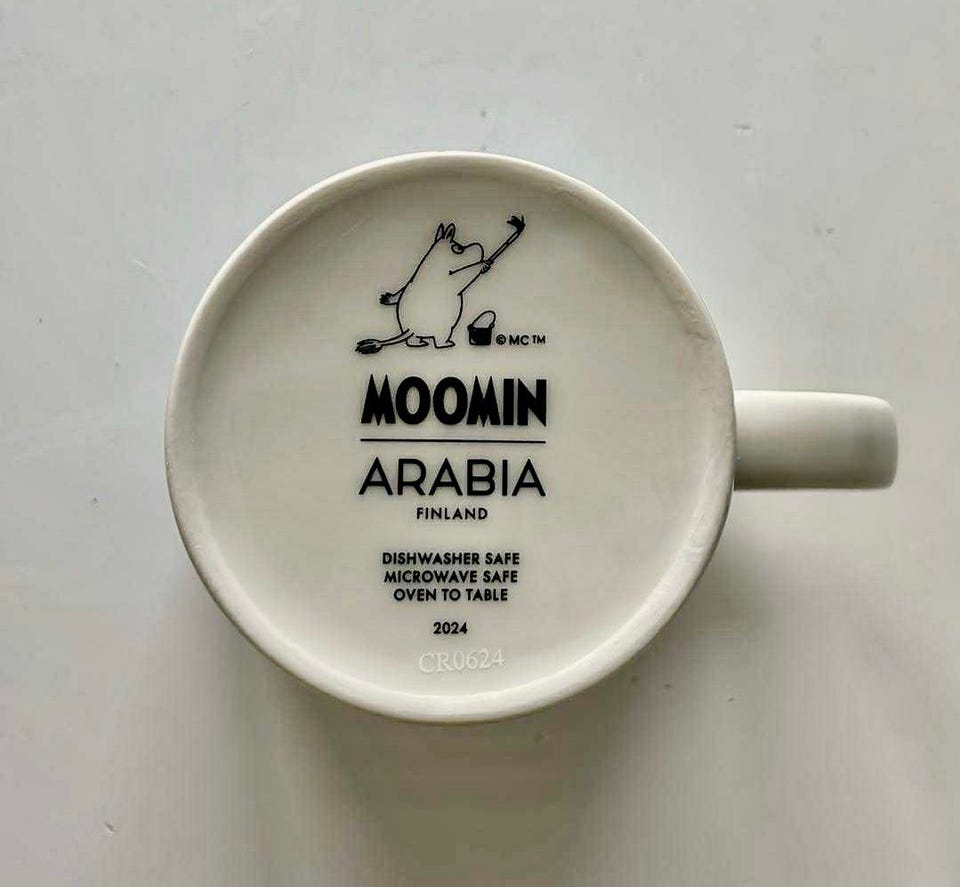 © MC TM
MOOMIN
ARABIA
FINLAND
DISHWASHER SAFE
MICROWAVE SAFE
OVEN TO TABLE
2024
CR0624